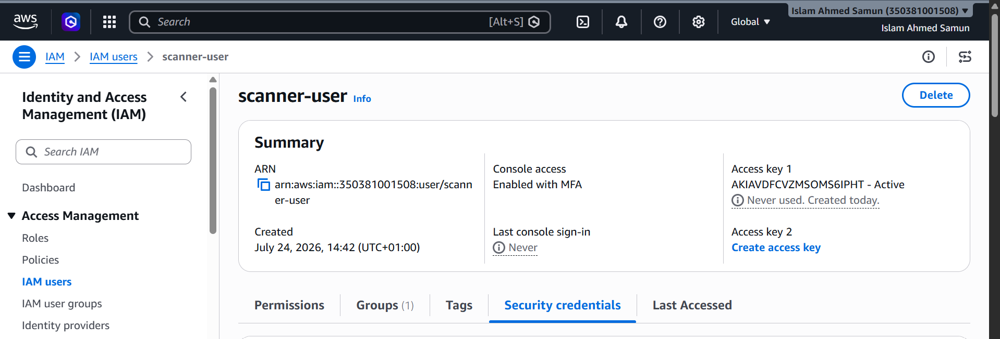 aws
Search
[Alt+S]
Global
Islam Ahmed Samun (350381001508)
Islam Ahmed Samun
IAM
IAM users
scanner-user
Identity and Access
Management (IAM)
Search IAM
Dashboard
Access Management
Roles
Policies
IAM users
IAM user groups
Identity providers
scanner-user
Info
Delete
Summary
ARN
arn:aws:iam::350381001508:user/scann
er-user
Created
July 24, 2026, 14:42 (UTC+01:00)
Console access
Enabled with MFA
Last console sign-in
Never
Access key 1
AKIAVDFCVZMSOMS6IPHT - Active
Never used. Created today.
Access key 2
Create access key
Permissions
Groups (1)
Tags
Security credentials
Last Accessed